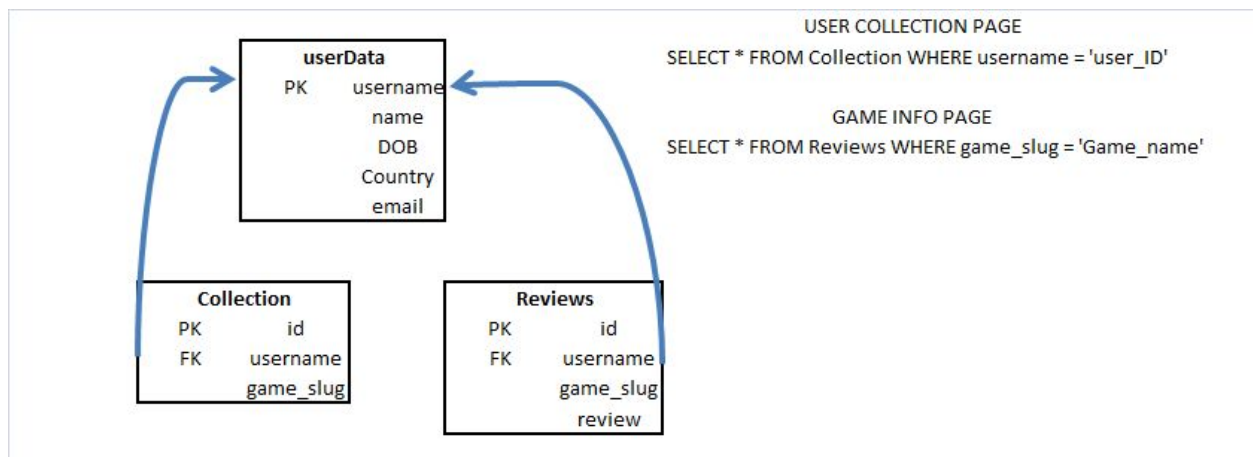 userData
PK username
name
DOB
Country
email
USER COLLECTION PAGE
SELECT * FROM Collection WHERE username = 'user_ID'
GAME INFO PAGE
SELECT * FROM Reviews WHERE game_slug = 'Game_name'
Collection
PK id
FK username
game_slug
Reviews
PK id
FK username
game_slug
review